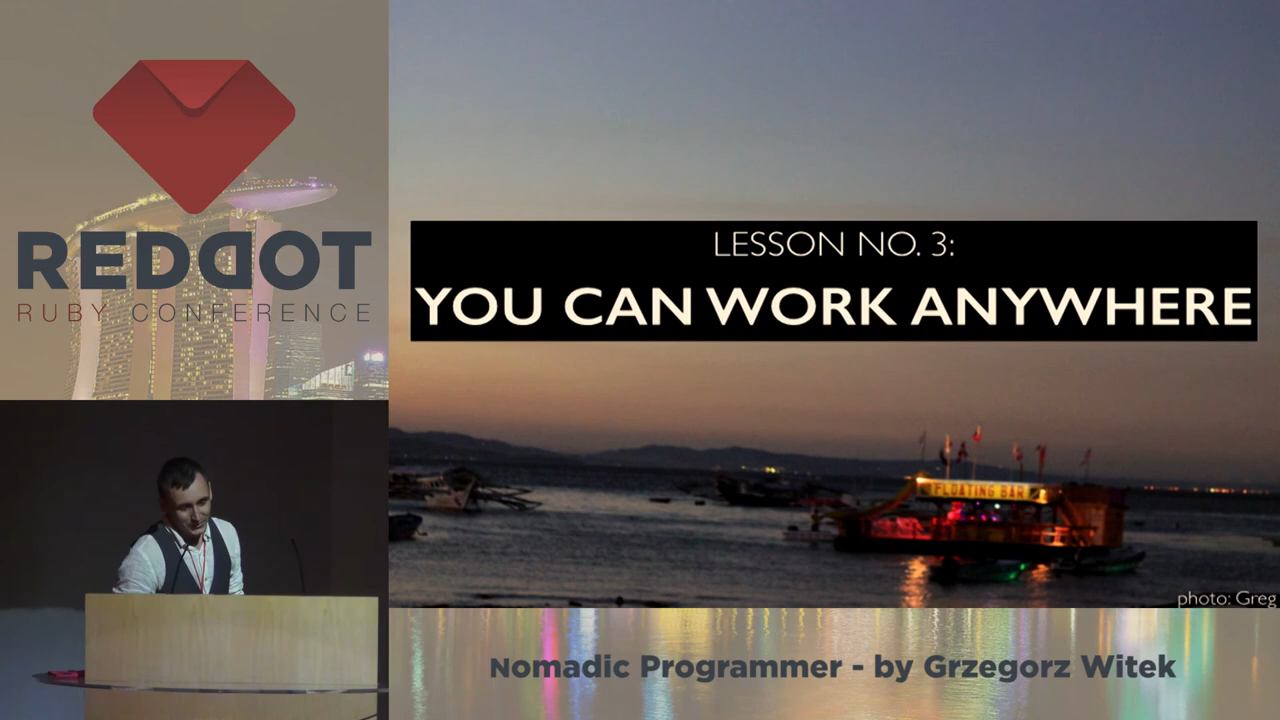 REDDOT
RUBY CONFERENCE
LESSON NO. 3:
YOU CAN WORK ANYWHERE
FLOATING BAR
photo: Greg
Nomadic Programmer - by Grzegorz Witek